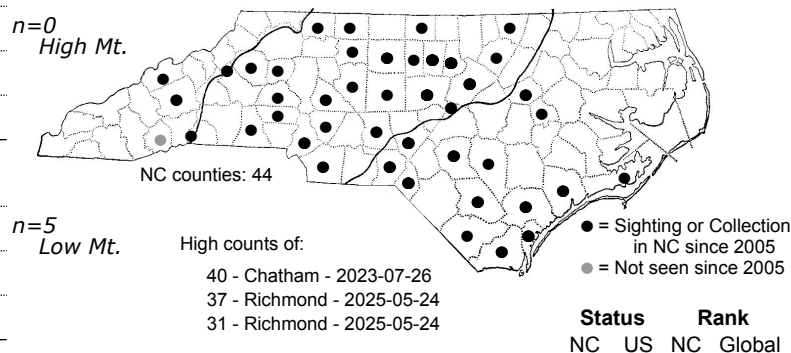 n=0
High Mt.
NC counties: 44
n=5
Low Mt.
High counts of:
40 - Chatham - 2023-07-26
37 - Richmond - 2025-05-24
31 - Richmond - 2025-05-24
= Sighting or Collection
in NC since 2005
= Not seen since 2005
Status Rank
NC US NC Global